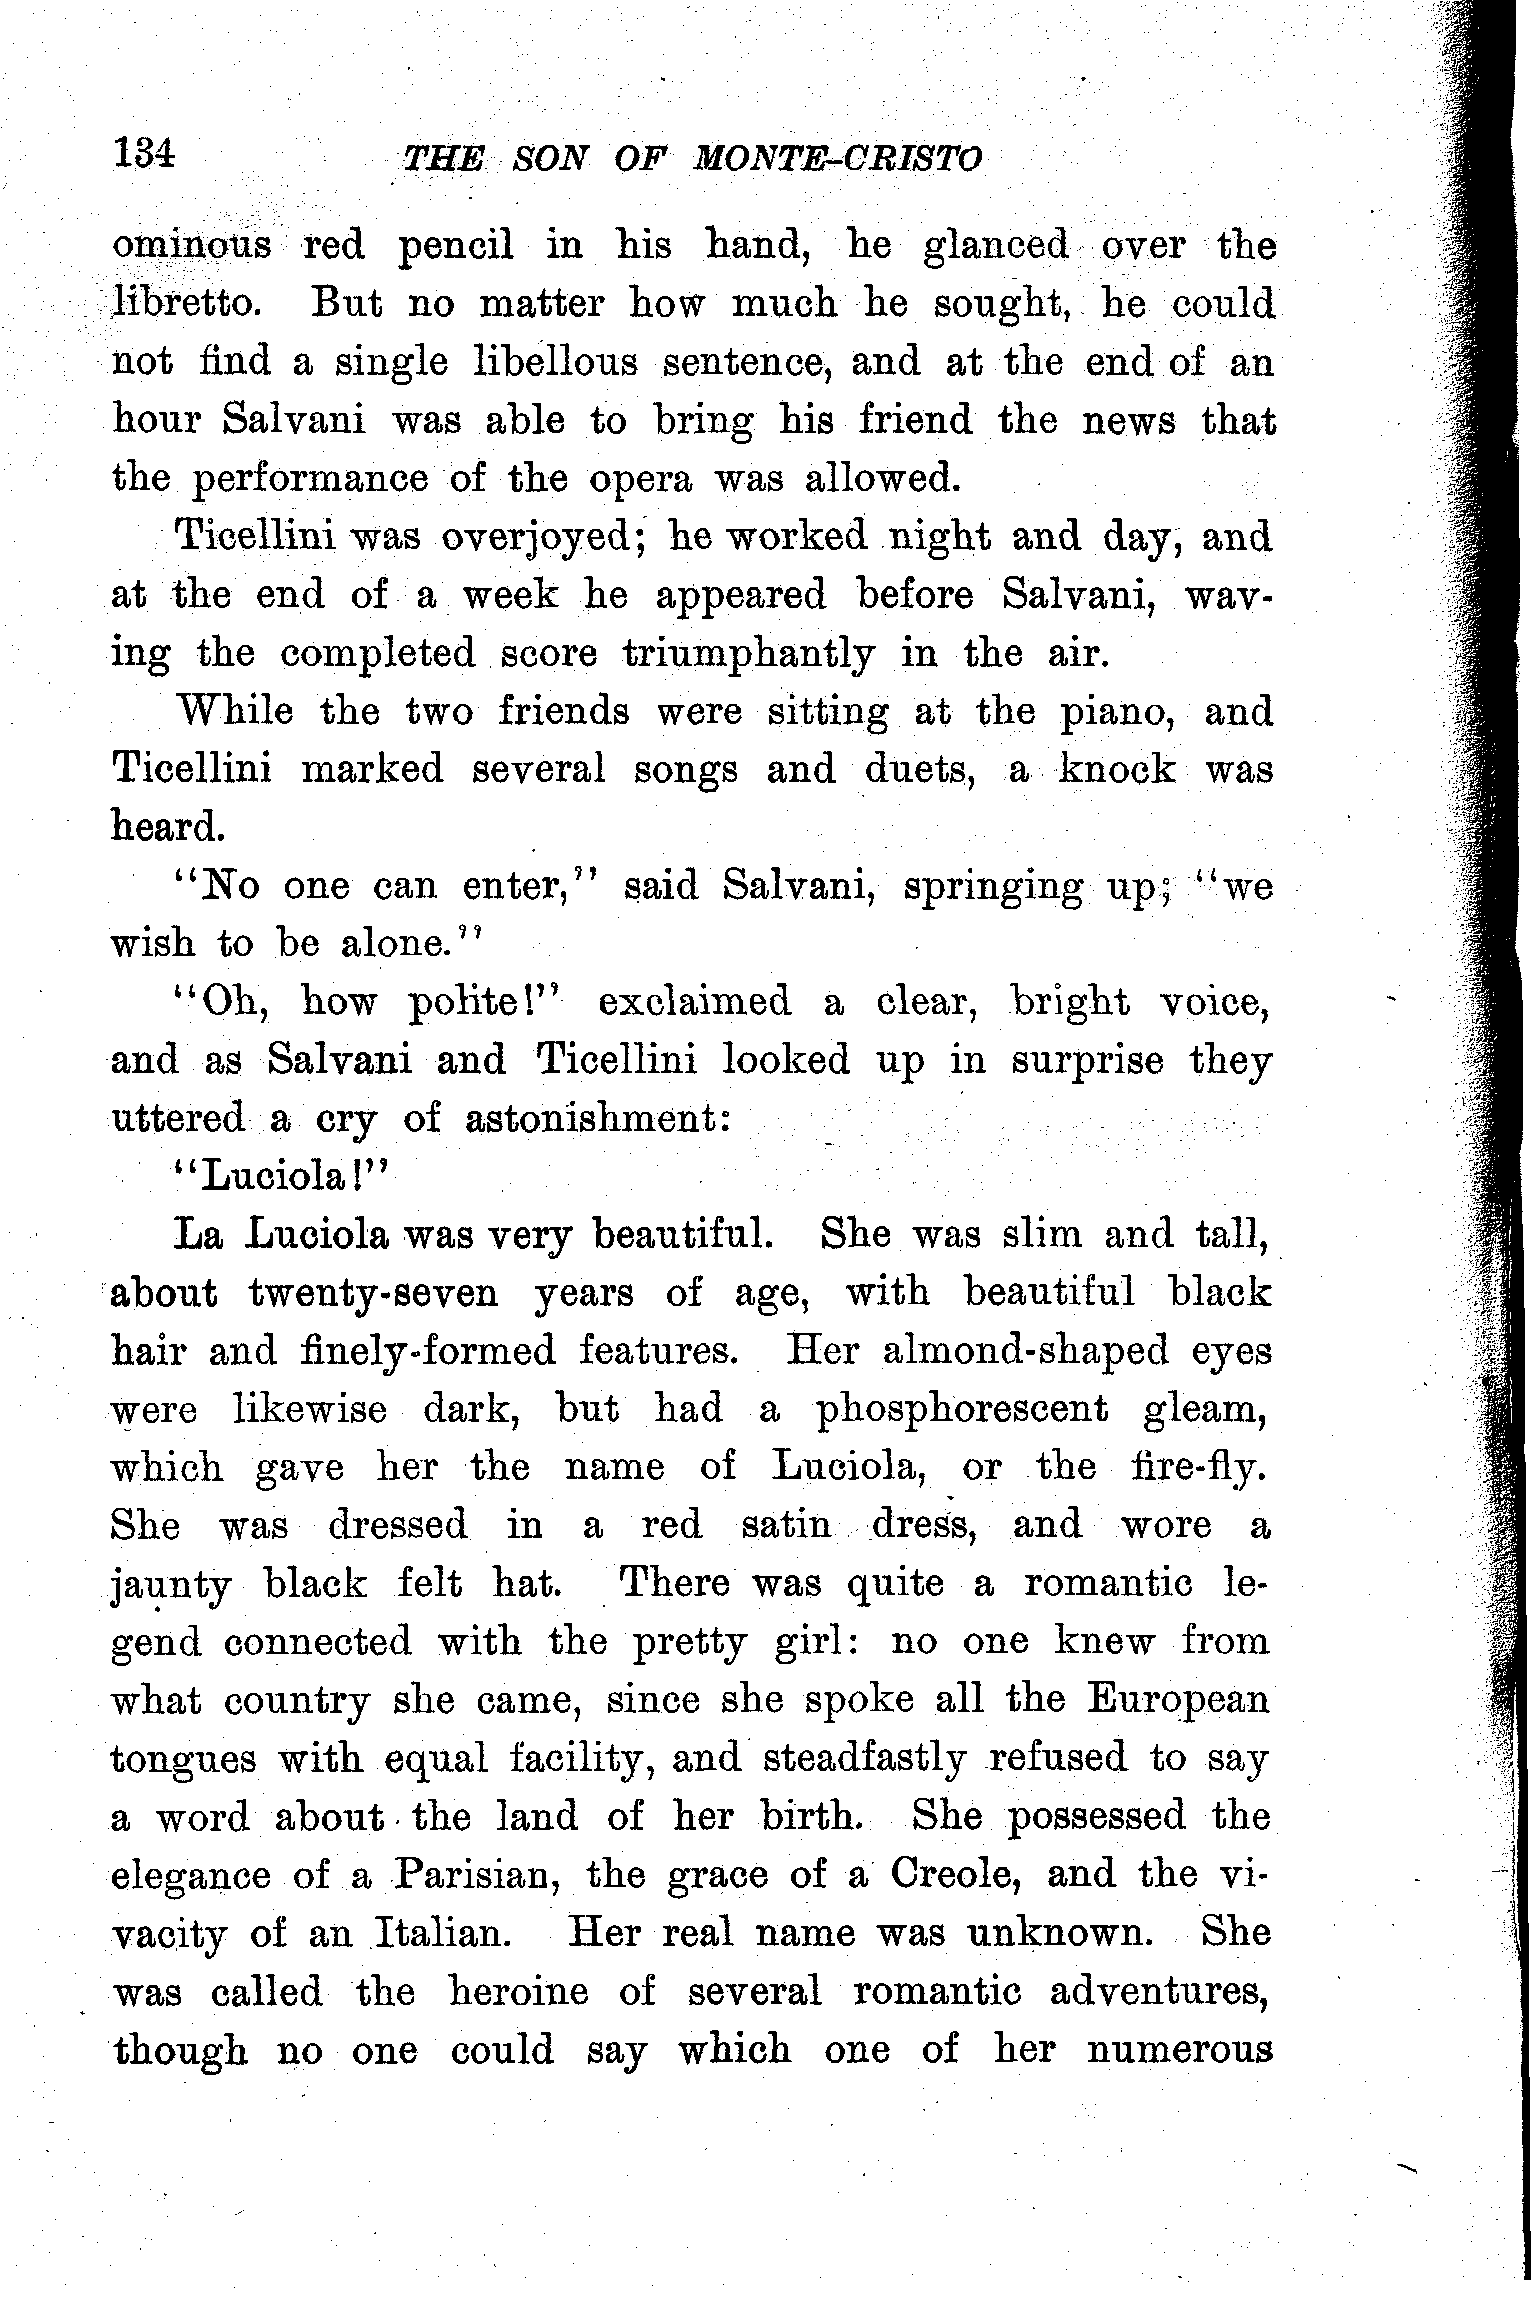 134 THE SON OF MONTE-CRISTO
ominous red pencil in his hand, he glanced over the
libretto. But no matter how much he sought, he could
not find a single libellous sentence, and at the end of an
hour Salvani was able to bring his friend the news that
the performance of the opera was allowed.
Ticellini was overjoyed; he worked night and day, and
at the end of a week he appeared before Salvani, wav-
ing the completed score triumphantly in the air.
While the two friends were sitting at the piano, and
Ticellini marked several songs and duets, a knock was
heard.
"No one can enter," said Salvani, springing up; "we
wish to be alone."
"Oh, how polite!" exclaimed a clear, bright voice,
and as Salvani and Ticellini looked up in surprise they
uttered a cry of astonishment:
"Luciola!"
La Luciola was very beautiful. She was slim and tall,
about twenty-seven years of age, with beautiful black
hair and finely-formed features. Her almond-shaped eyes
were likewise dark, but had a phosphorescent gleam,
which gave her the name of Luciola, or the fire-fly.
She was dressed in a red satin dress, and wore a
jaunty black felt hat. There was quite a romantic le-
gend connected with the pretty girl: no one knew from
what country she came, since she spoke all the European
tongues with equal facility, and steadfastly refused to say
a word about the land of her birth. She possessed the
elegance of a Parisian, the grace of a Creole, and the vi-
vacity of an Italian. Her real name was unknown. She
was called the heroine of several romantic adventures,
though no one could say which one of her numerous